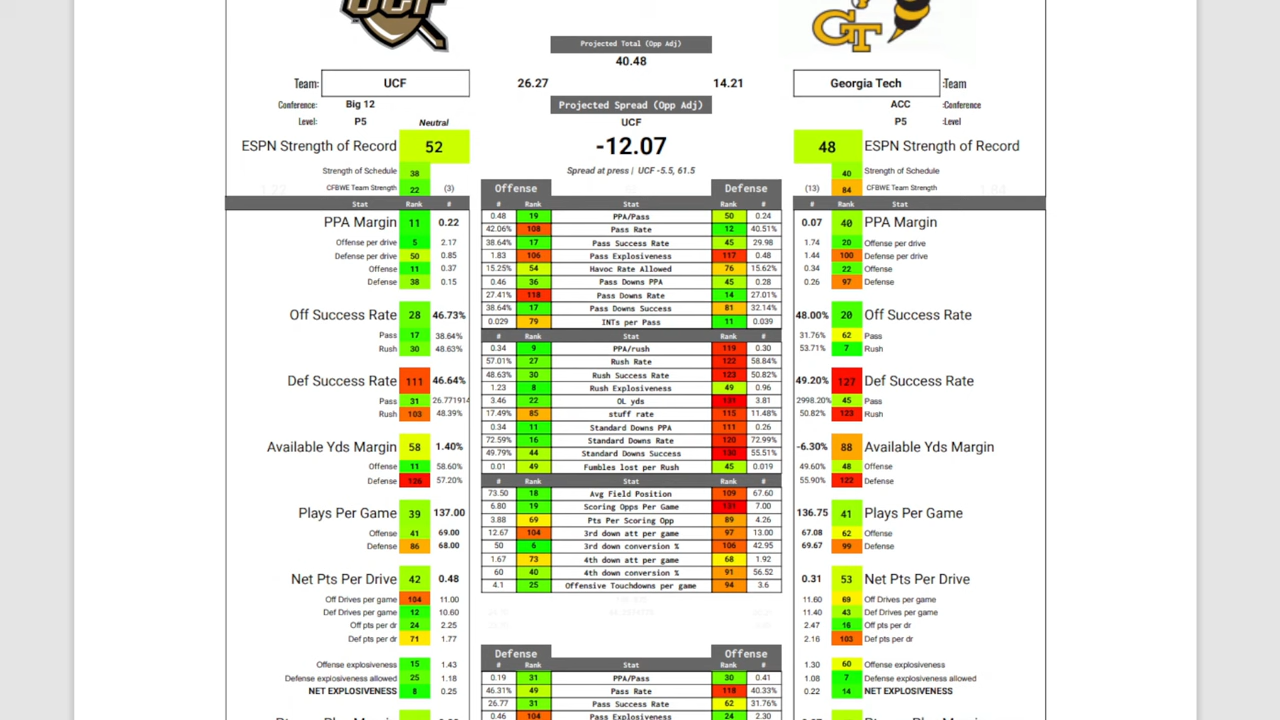 UCF
GT
Projected Total (Opp Adj)
40.48
Team: UCF 26.27 14.21 Georgia Tech :Team
Conference: Big 12 Projected Spread (Opp Adj) ACC :Conference
Level: P5 Neutral UCF P5 :Level
ESPN Strength of Record 52 -12.07 48 ESPN Strength of Record
Strength of Schedule 38 Spread at press | UCF -5.5, 61.5 40 Strength of Schedule
1.22 CFBWE Team Strength 22 (3) Offense Defense (13) 84 CFBWE Team Strength 1.84
Stat Rank # # Rank Stat Rank # # Rank Stat
PPA Margin 11 0.22 0.07 40 PPA Margin
Offense per drive 5 2.17 1.74 20 Offense per drive
Defense per drive 50 0.85 1.44 100 Defense per drive
Offense 11 0.37 0.34 22 Offense
Defense 38 0.15 0.26 97 Defense
0.48 19 PPA/Pass 50 0.24
42.06% 108 Pass Rate 12 40.51%
38.64% 17 Pass Success Rate 45 29.98
1.83 106 Pass Explosiveness 117 0.48
15.25% 54 Havoc Rate Allowed 76 15.62%
0.46 36 Pass Downs PPA 45 0.28
27.41% 118 Pass Downs Rate 14 27.01%
38.64% 17 Pass Downs Success 81 32.14%
0.029 79 INTs per Pass 11 0.039
Off Success Rate 28 46.73% 48.00% 20 Off Success Rate
Pass 17 38.64% 31.76% 62 Pass
Rush 30 48.63% 53.71% 7 Rush
# Rank Stat Rank #
0.34 9 PPA/rush 119 0.30
57.01% 27 Rush Rate 122 58.84%
48.63% 30 Rush Success Rate 123 50.82%
1.23 8 Rush Explosiveness 49 0.96
3.46 22 OL yds 131 3.81
17.49% 85 stuff rate 115 11.48%
0.34 11 Standard Downs PPA 111 0.26
72.59% 16 Standard Downs Rate 120 72.99%
49.79% 44 Standard Downs Success 130 55.51%
0.01 49 Fumbles lost per Rush 45 0.019
Def Success Rate 111 46.64% 49.20% 127 Def Success Rate
Pass 31 26.771914 2998.20% 45 Pass
Rush 103 48.39% 50.82% 123 Rush
Available Yds Margin 58 1.40% -6.30% 88 Available Yds Margin
Offense 11 58.60% 49.60% 48 Offense
Defense 126 57.20% 55.90% 122 Defense
# Rank Stat Rank #
73.50 18 Avg Field Position 109 67.60
6.80 19 Scoring Opps Per Game 131 7.00
3.88 69 Pts Per Scoring Opp 89 4.26
12.67 104 3rd down att per game 97 13.00
50 6 3rd down conversion % 106 42.95
1.67 73 4th down att per game 68 1.92
60 40 4th down conversion % 91 56.52
4.1 25 Offensive Touchdowns per game 94 3.6
Plays Per Game 39 137.00 136.75 41 Plays Per Game
Offense 41 69.00 67.08 62 Offense
Defense 86 68.00 69.67 99 Defense
Net Pts Per Drive 42 0.48 0.31 53 Net Pts Per Drive
Off Drives per game 104 11.00 11.60 69 Off Drives per game
Def Drives per game 12 10.60 11.40 43 Def Drives per game
Off pts per dr 24 2.25 2.47 16 Off pts per dr
Def pts per dr 71 1.77 2.16 103 Def pts per dr
Offense explosiveness 15 1.43 1.30 60 Offense explosiveness
Defense explosiveness allowed 25 1.18 1.08 7 Defense explosiveness allowed
NET EXPLOSIVENESS 8 0.25 0.22 14 NET EXPLOSIVENESS
Defense Offense
# Rank Stat Rank #
0.19 31 PPA/Pass 30 0.41
46.31% 49 Pass Rate 118 40.33%
26.77 31 Pass Success Rate 62 31.76%
0.46 104 Pass Explosiveness 24 2.30